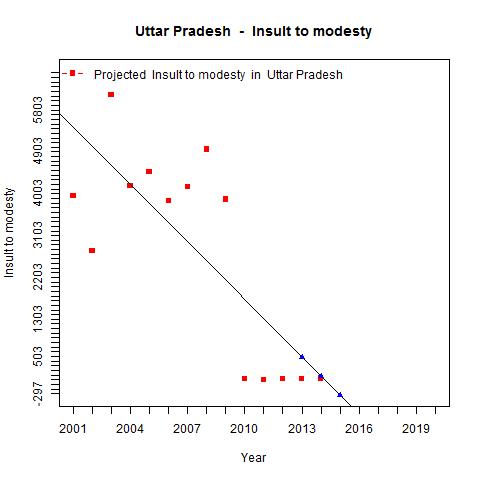 Uttar Pradesh - Insult to modesty
Projected Insult to modesty in Uttar Pradesh
Insult to modesty
5803
4903
4003
3103
2203
1303
503
-297
2001 2004 2007 2010 2013 2016 2019
Year